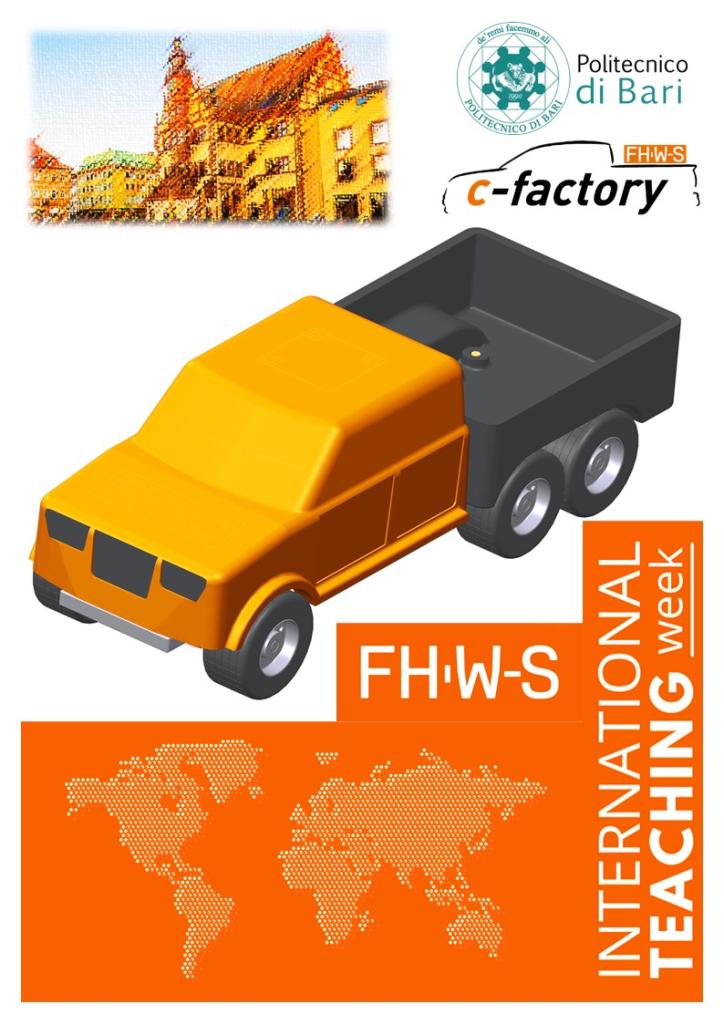 de' remi facemmo ali
1990
POLITECNICO DI BARI
Politecnico
di Bari
FH·W-S
c-factory
FH·W-S
INTERNATIONAL
TEACHING week